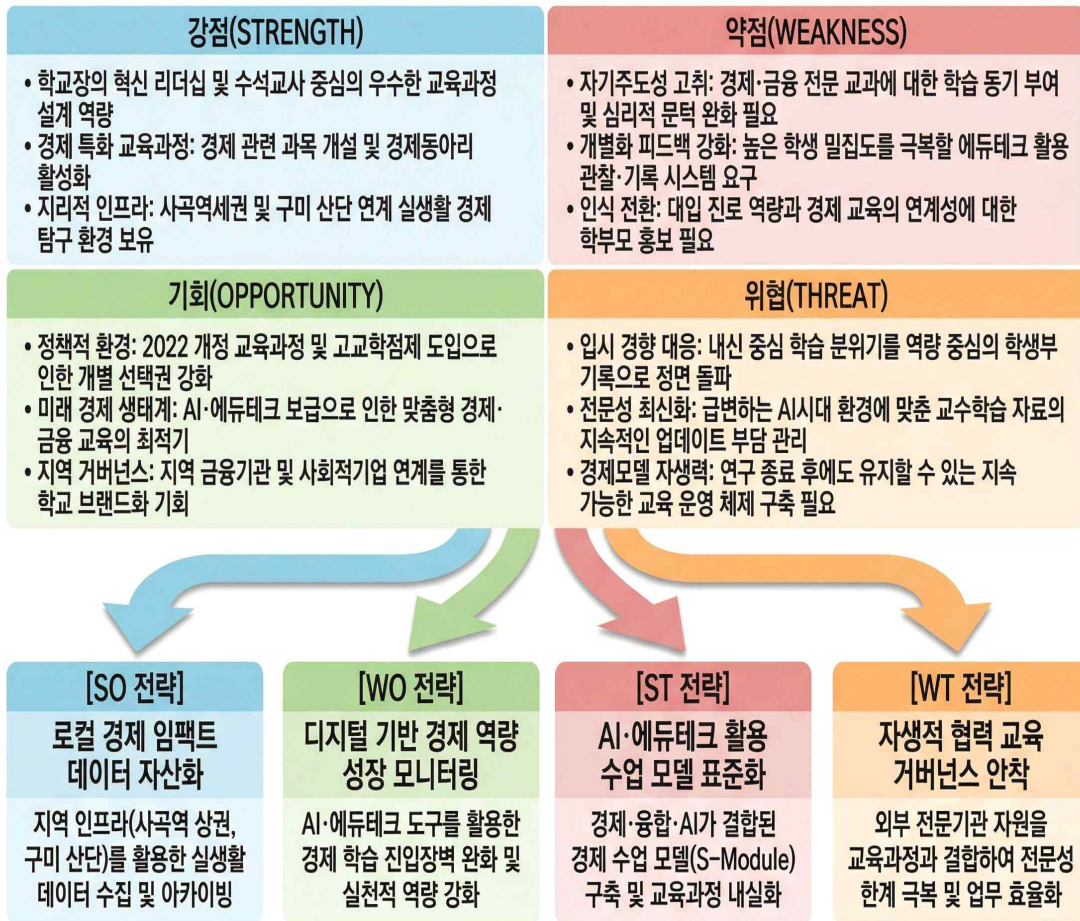 강점(STRENGTH)
• 학교장의 혁신 리더십 및 수석교사 중심의 우수한 교육과정
설계 역량
• 경제 특화 교육과정: 경제 관련 과목 개설 및 경제동아리
활성화
• 지리적 인프라: 사곡역세권 및 구미 산단 연계 실생활 경제
탐구 환경 보유
약점(WEAKNESS)
• 자기주도성 고취: 경제·금융 전문 교과에 대한 학습 동기 부여
및 심리적 문턱 완화 필요
• 개별화 피드백 강화: 높은 학생 밀집도를 극복할 에듀테크 활용
관찰·기록 시스템 요구
• 인식 전환: 대입 진로 역량과 경제 교육의 연계성에 대한
학부모 홍보 필요
기회(OPPORTUNITY)
• 정책적 환경: 2022 개정 교육과정 및 고교학점제 도입으로
인한 개별 선택권 강화
• 미래 경제 생태계: AI·에듀테크 보급으로 인한 맞춤형 경제·
금융 교육의 최적기
• 지역 거버넌스: 지역 금융기관 및 사회적기업 연계를 통한
학교 브랜드화 기회
위협(THREAT)
• 입시 경향 대응: 내신 중심 학습 분위기를 역량 중심의 학생부
기록으로 정면 돌파
• 전문성 최신화: 급변하는 AI시대 환경에 맞춘 교수학습 자료의
지속적인 업데이트 부담 관리
• 경제모델 자생력: 연구 종료 후에도 유지할 수 있는 지속
가능한 교육 운영 체제 구축 필요
[SO 전략]
로컬 경제 임팩트
데이터 자산화
지역 인프라(사곡역 상권,
구미 산단)를 활용한 실생활
데이터 수집 및 아카이빙
[WO 전략]
디지털 기반 경제 역량
성장 모니터링
AI·에듀테크 도구를 활용한
경제 학습 진입장벽 완화 및
실천적 역량 강화
[ST 전략]
AI·에듀테크 활용
수업 모델 표준화
경제·융합·AI가 결합된
경제 수업 모델(S-Module)
구축 및 교육과정 내실화
[WT 전략]
자생적 협력 교육
거버넌스 안착
외부 전문기관 자원을
교육과정과 결합하여 전문성
한계 극복 및 업무 효율화